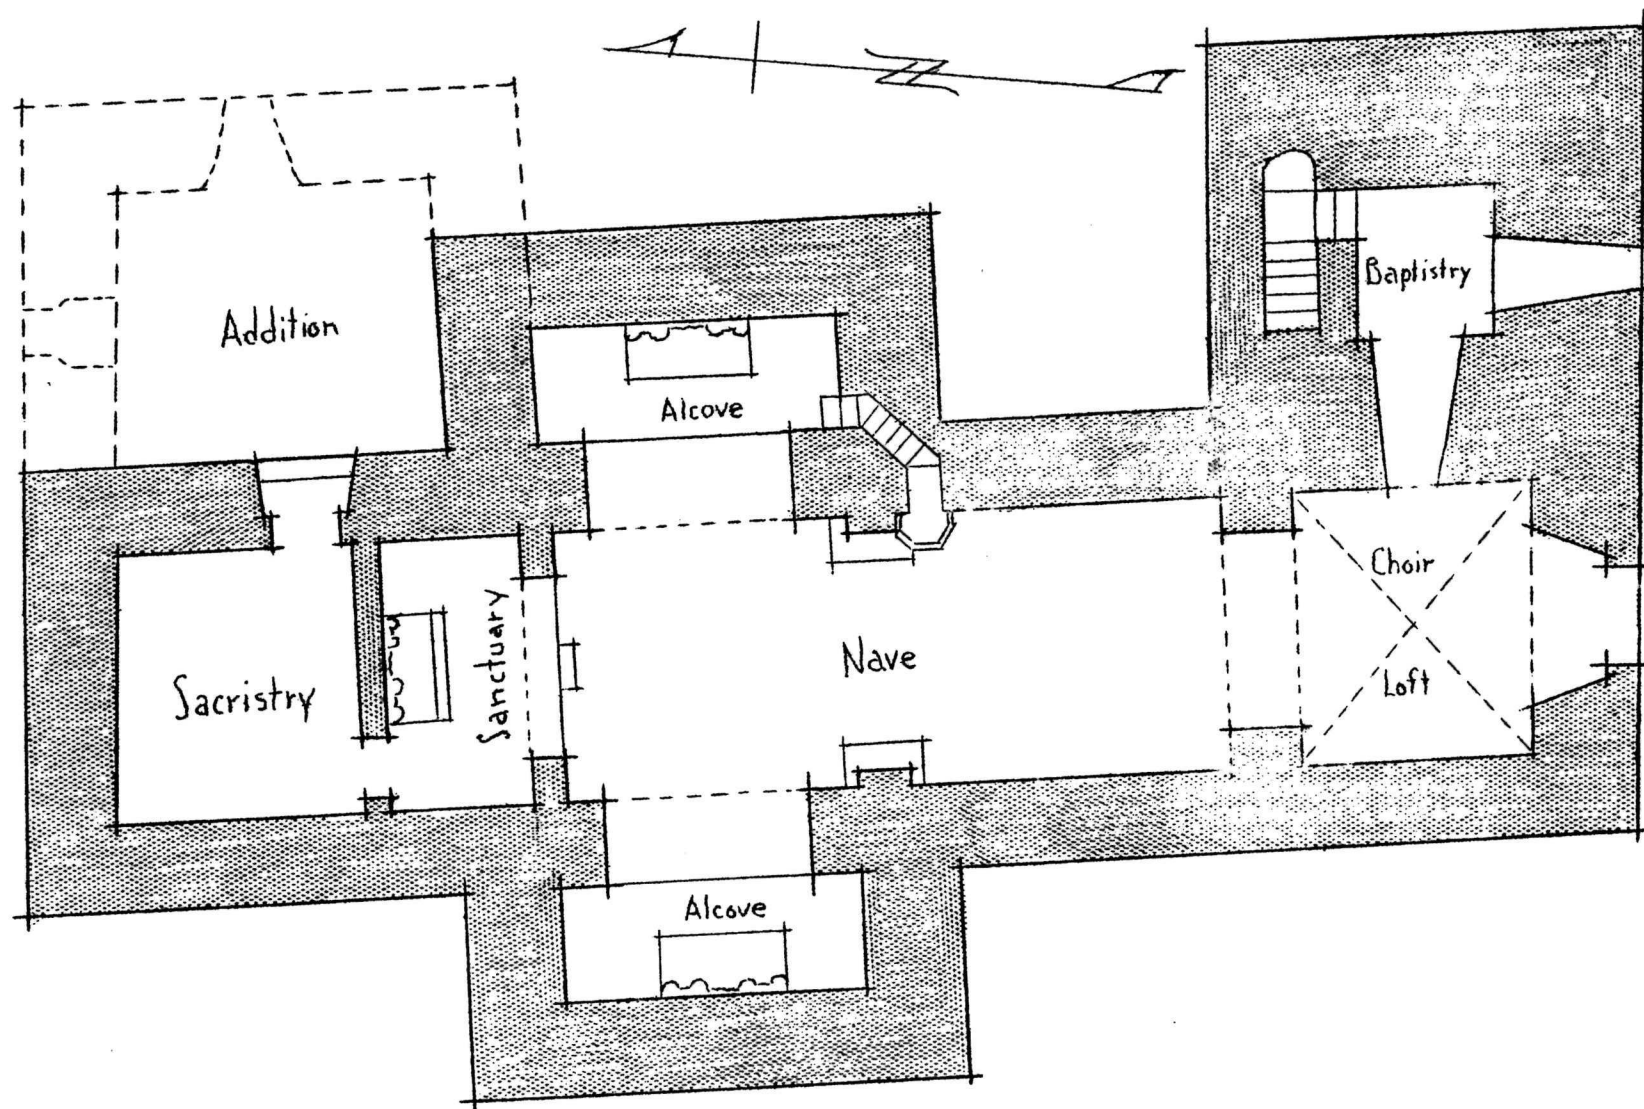 Addition
Alcove
Baptistry
Choir
Loft
Nave
Sanctuary
Sacristry
Alcove